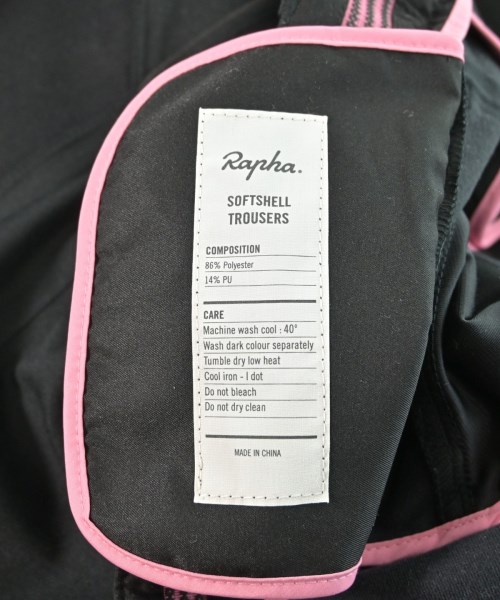 Rapha.
SOFTSHELL
TROUSERS
COMPOSITION
86% Polyester
14% PU
CARE
Machine wash cool : 40°
Wash dark colour separately
Tumble dry low heat
Cool iron - I dot
Do not bleach
Do not dry clean
MADE IN CHINA